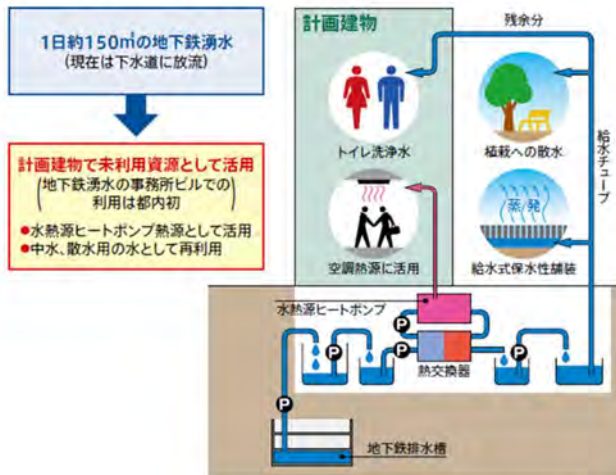 1日約150㎥の地下鉄湧水
(現在は下水道に放流)
計画建物で未利用資源として活用
(地下鉄湧水の事務所ビルでの
利用は都内初)
●水熱源ヒートポンプ熱源として活用
●中水、散水用の水として再利用
計画建物
残余分
トイレ洗浄水
植栽への散水
給水チューブ
蒸/発
空調熱源に活用
給水式保水性舗装
水熱源ヒートポンプ
P
P
P
P
熱交換器
P
地下鉄排水槽